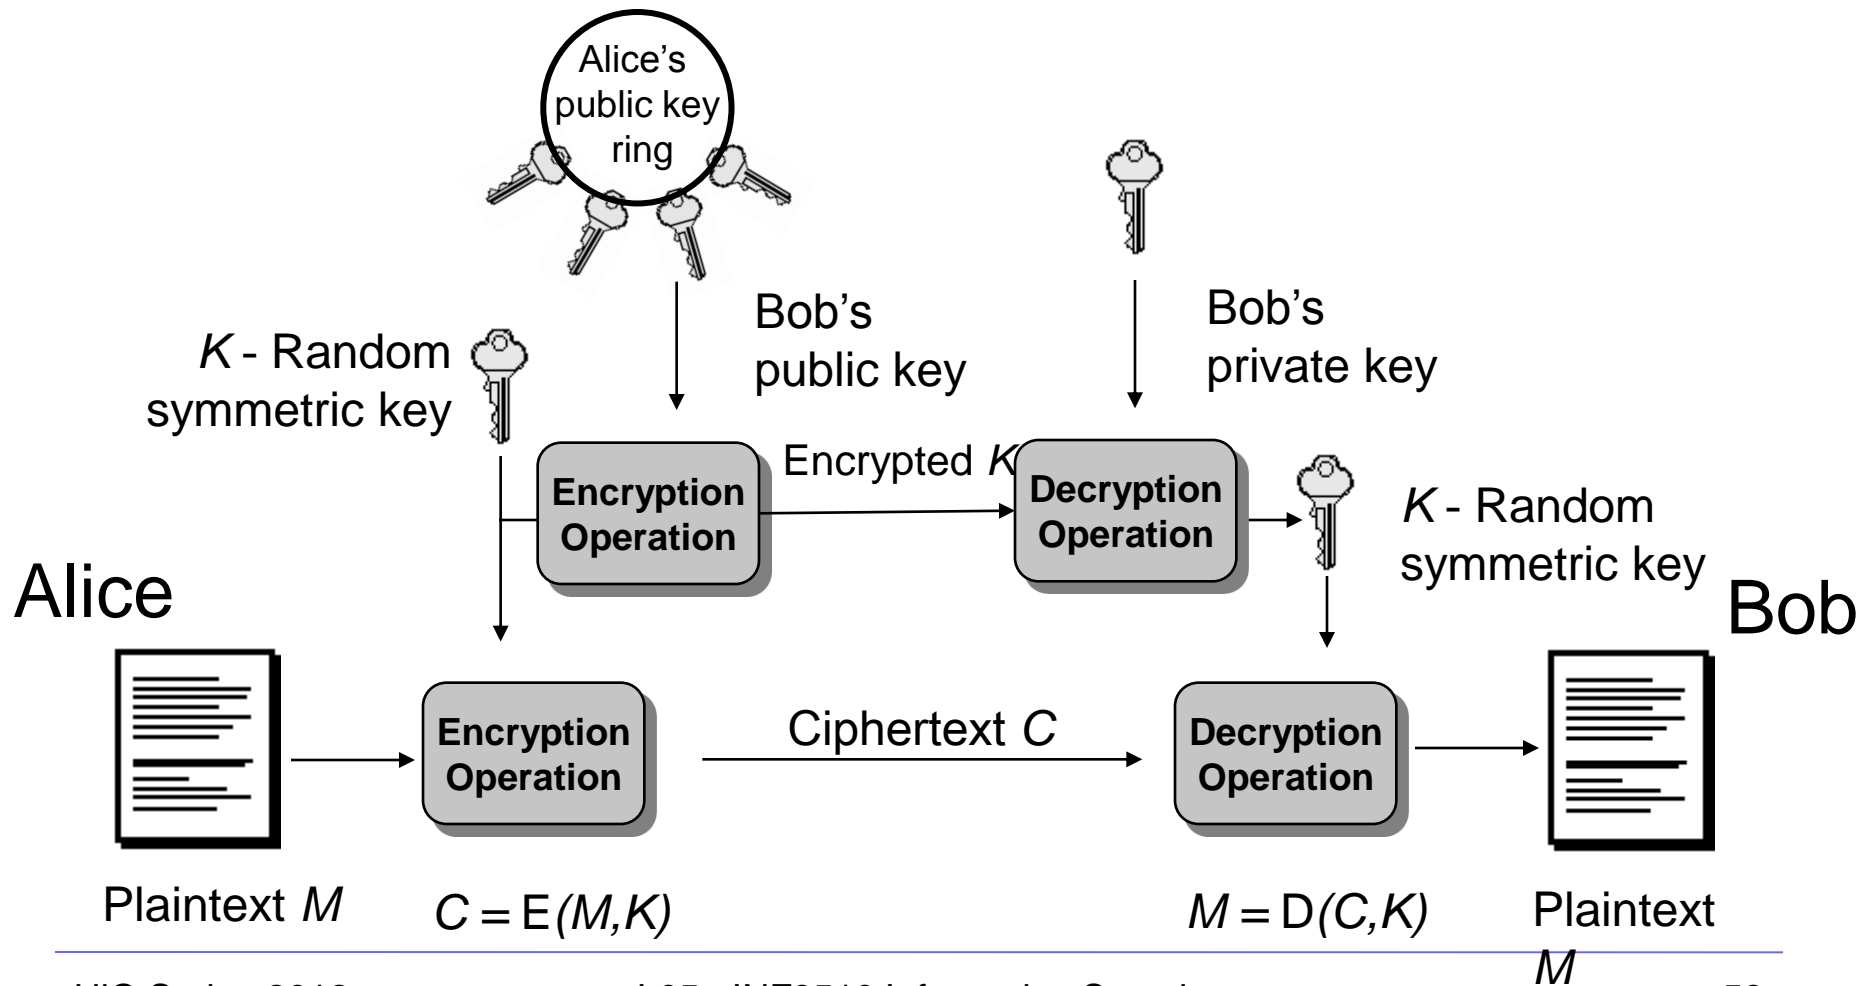 Alice's
public key
ring
Bob's
public key
Bob's
private key
K - Random
symmetric key
Encrypted K
Encryption
Operation
Decryption
Operation
K - Random
symmetric key
Alice
Bob
Encryption
Operation
Ciphertext C
Decryption
Operation
Plaintext M
C = E(M,K)
M = D(C,K)
Plaintext
M